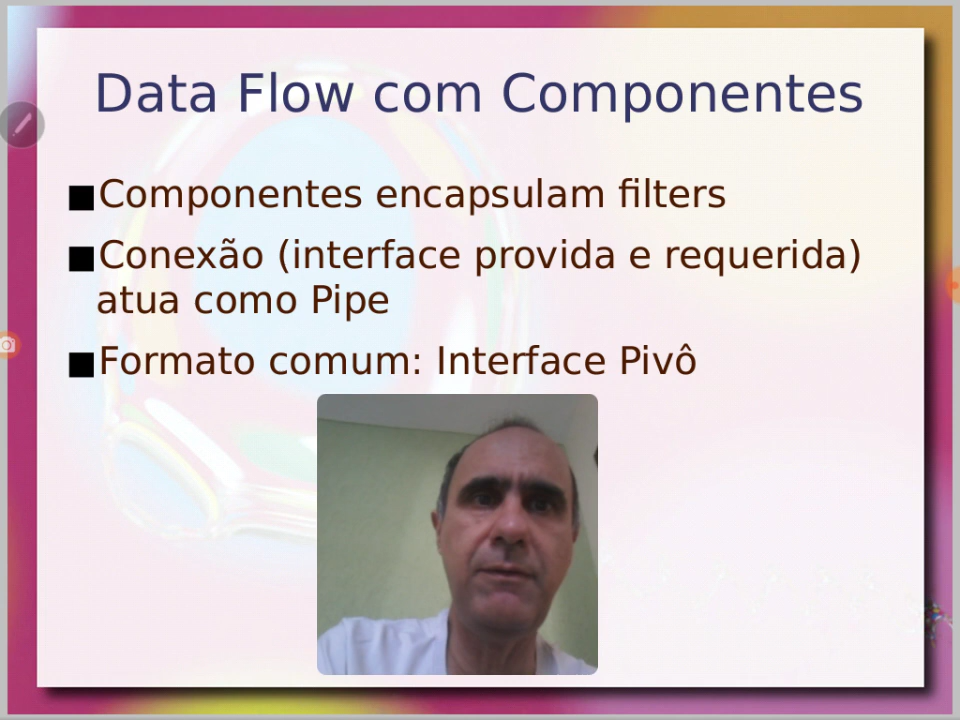 Data Flow com Componentes
■Componentes encapsulam filters
■Conexão (interface provida e requerida)
atua como Pipe
■Formato comum: Interface Pivô